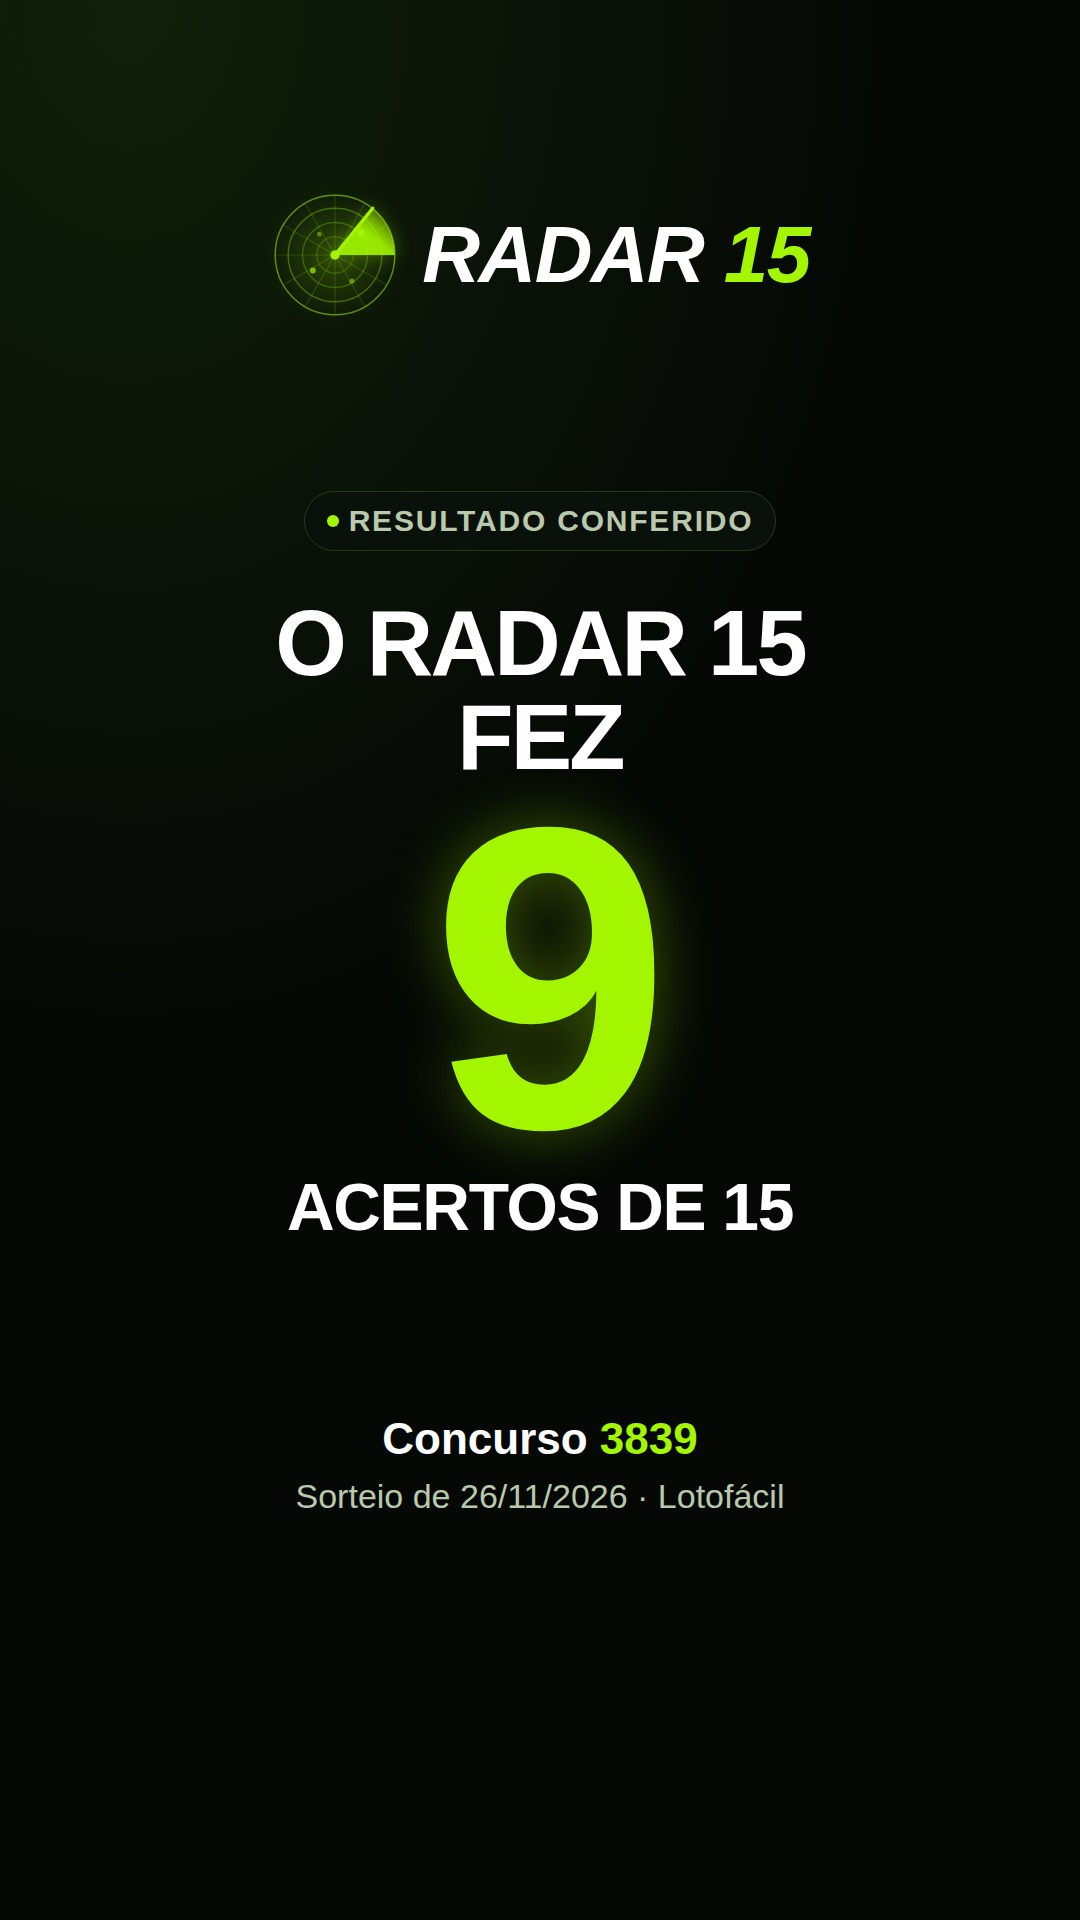 RADAR 15
RESULTADO CONFERIDO
O RADAR 15
FEZ
9
ACERTOS DE 15
Concurso 3839
Sorteio de 26/11/2026 · Lotofácil